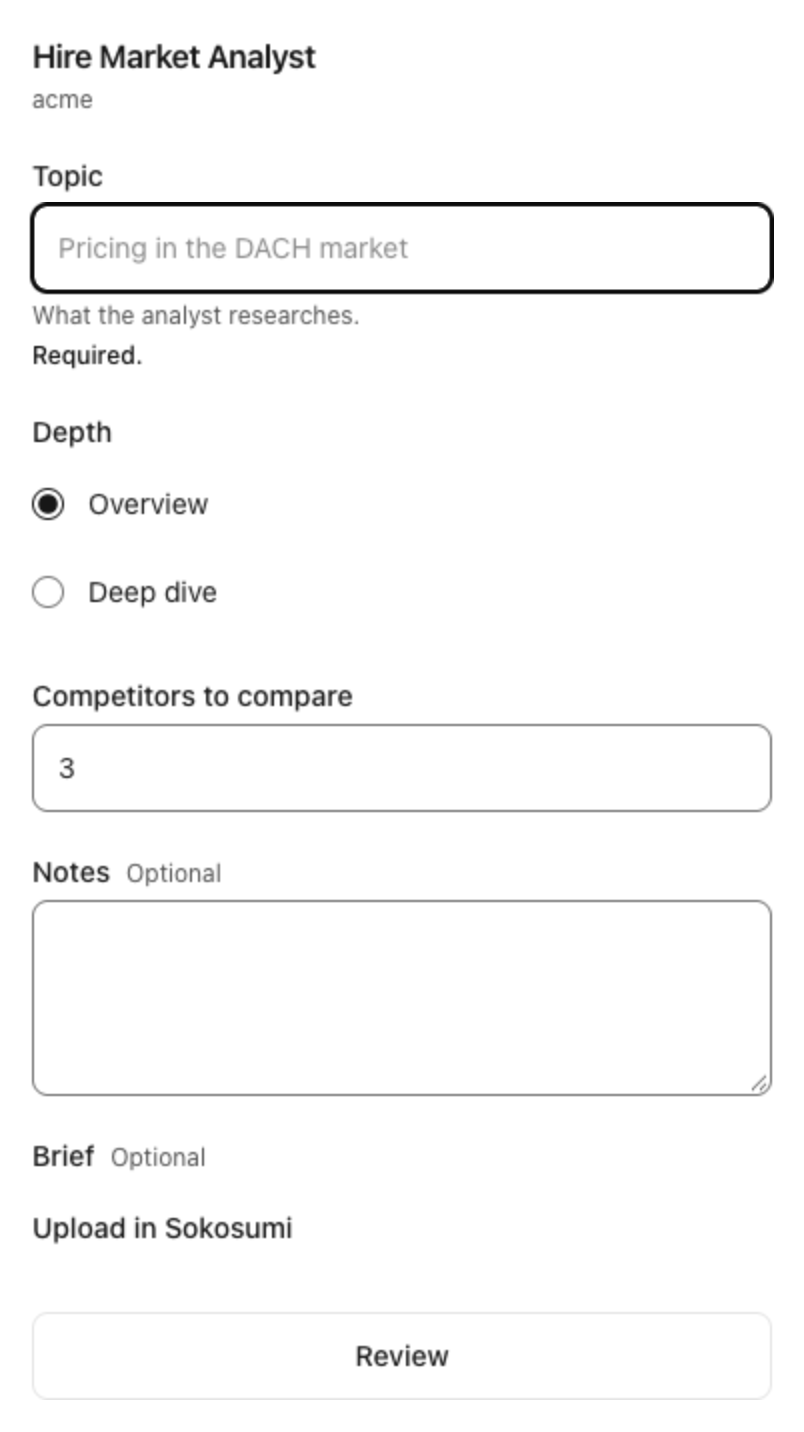 Hire Market Analyst
acme
Topic
Pricing in the DACH market
What the analyst researches.
Required.
Depth
Overview
Deep dive
Competitors to compare
3
Notes Optional
Brief Optional
Upload in Sokosumi
Review